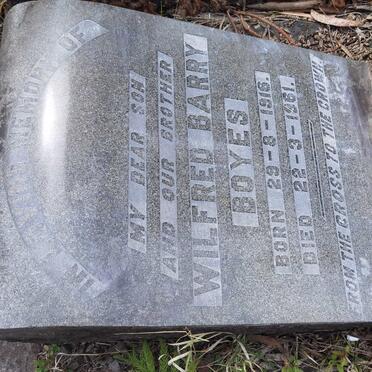 IN LOVING MEMORY OF
MY DEAR SON
AND OUR BROTHER
WILFRED BARRY
BOYES
BORN 29-8-1916.
DIED 22-3-1961.
FROM THE CROSS TO THE CROWN